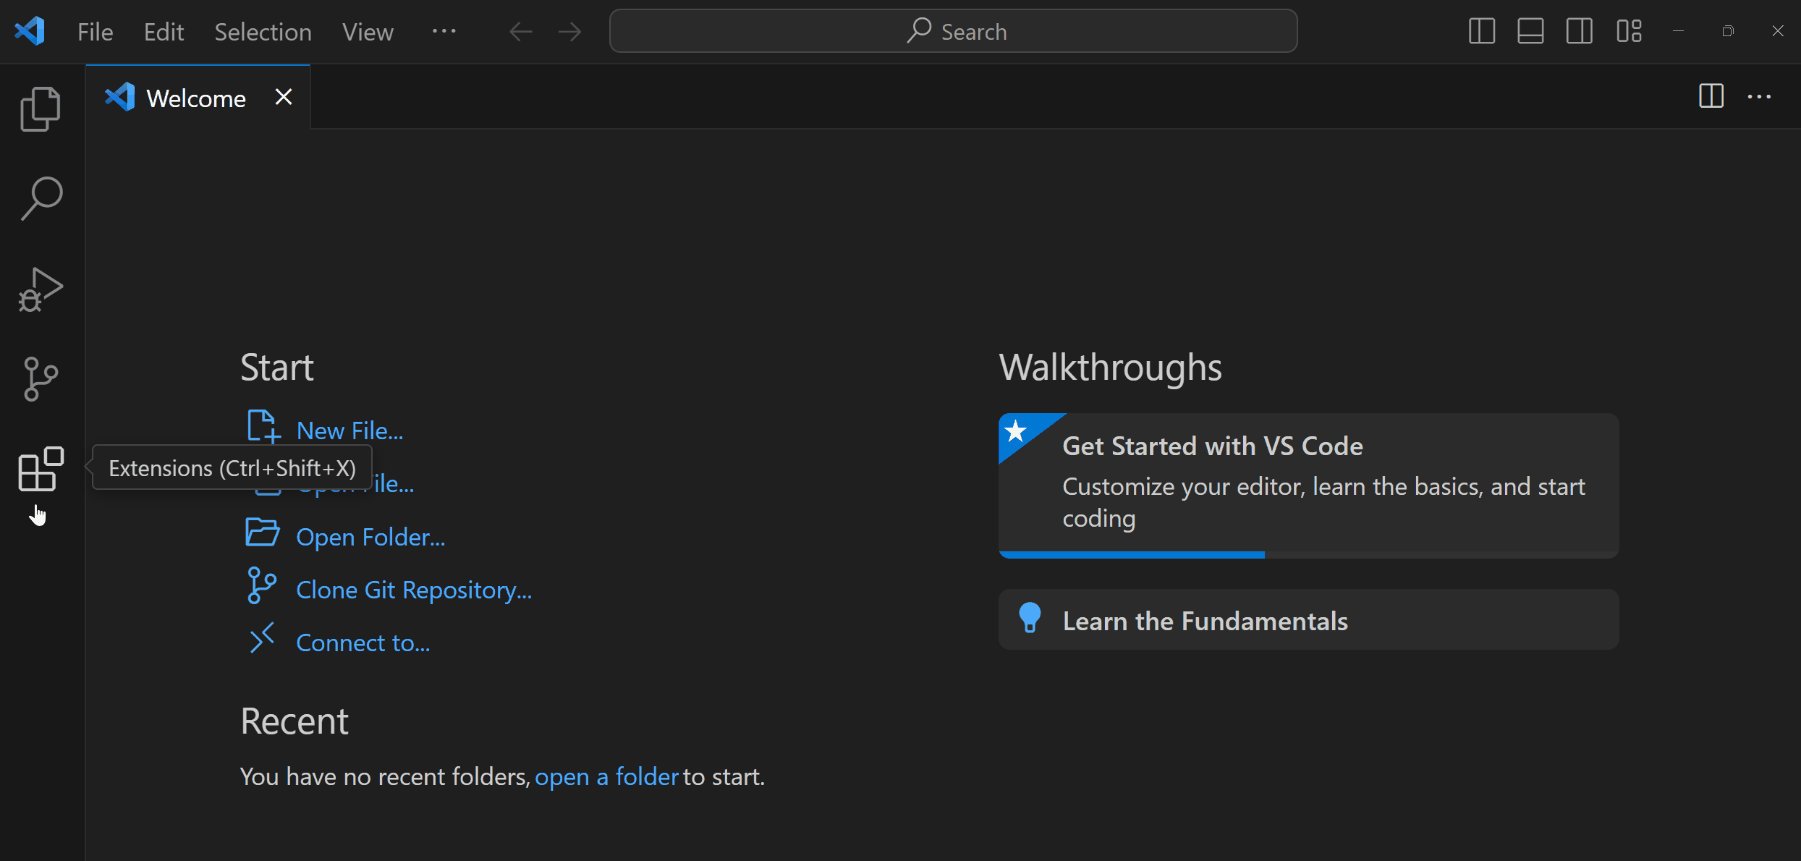 File Edit Selection View ··· Search
Welcome
Start
New File...
Extensions (Ctrl+Shift+X)
Open File...
Open Folder...
Clone Git Repository...
Connect to...
Recent
You have no recent folders, open a folder to start.
Walkthroughs
Get Started with VS Code
Customize your editor, learn the basics, and start
coding
Learn the Fundamentals